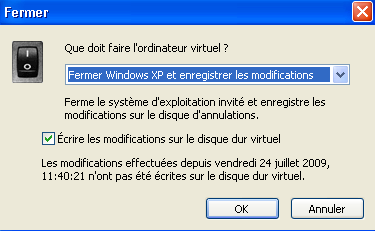 Fermer
Que doit faire l'ordinateur virtuel ?
Fermer Windows XP et enregistrer les modifications
Ferme le système d'exploitation invité et enregistre les
modifications sur le disque d'annulations.
Écrire les modifications sur le disque dur virtuel
Les modifications effectuées depuis vendredi 24 juillet 2009,
11:40:21 n'ont pas été écrites sur le disque dur virtuel.
OK
Annuler